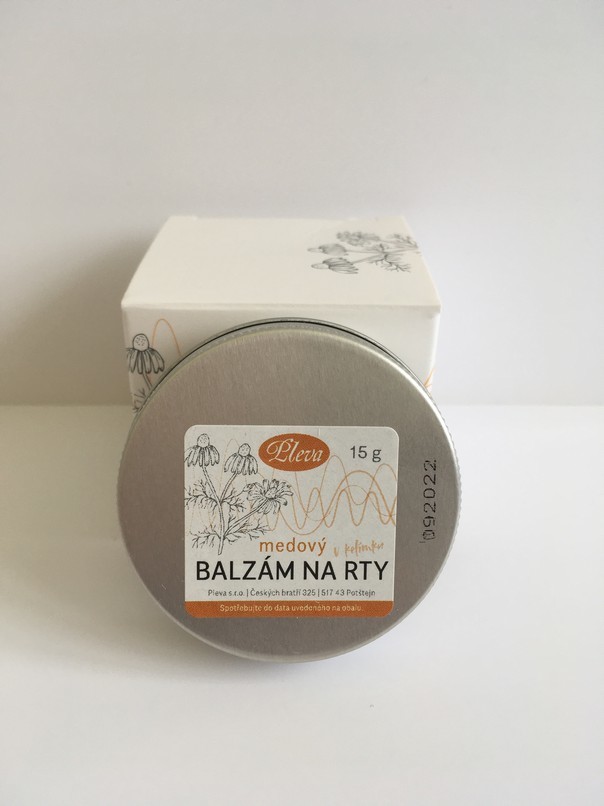 Pleva
15 g
medový v kelímku
BALZÁM NA RTY
Pleva s.r.o. | Českých bratří 325 | 517 43 Potštejn
Spotřebujte do data uvedeného na obalu.
092022